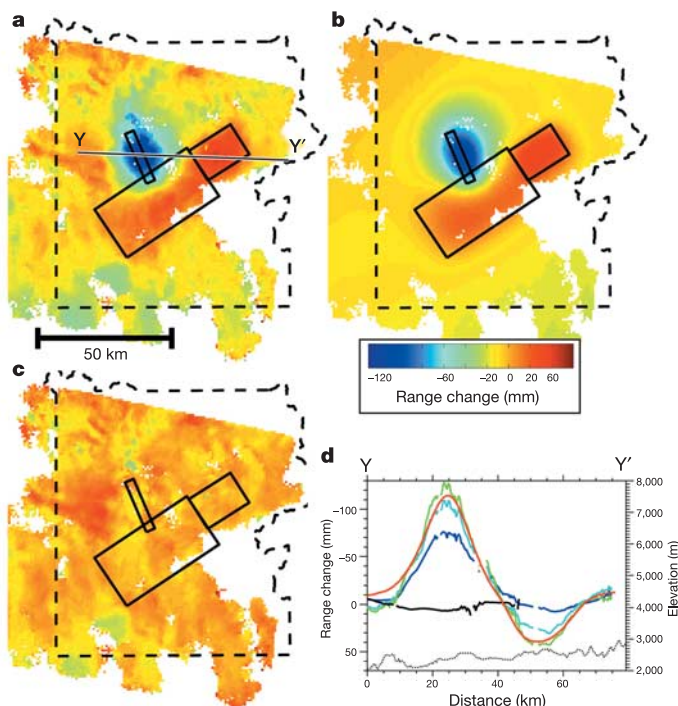 a
b
Y
Y′
50 km
−120
−60
−20
0
60
Range change (mm)
c
d
Y
Y′
−100
−50
0
50
Range change (mm)
8,000
7,000
6,000
5,000
4,000
3,000
2,000
Elevation (m)
0
20
40
60
Distance (km)